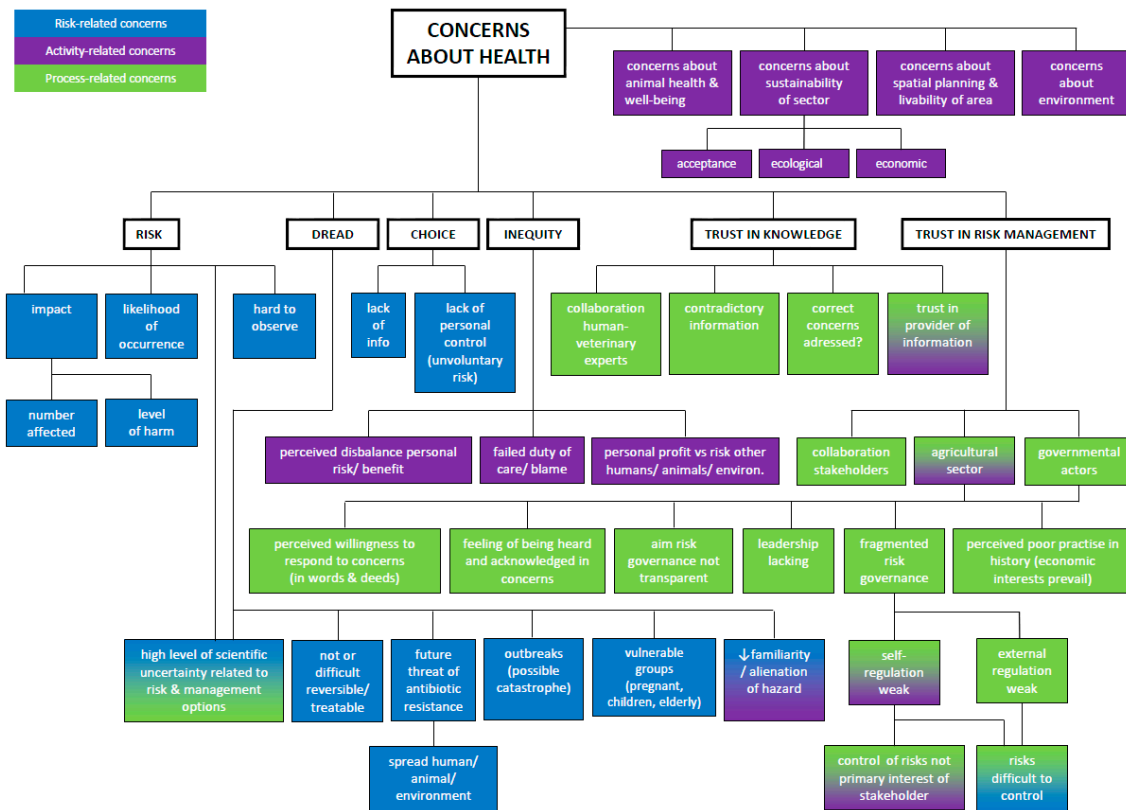 Risk-related concerns
Activity-related concerns
Process-related concerns
CONCERNS
ABOUT HEALTH
concerns about
animal health &
well-being
concerns about
sustainability
of sector
concerns about
spatial planning &
livability of area
concerns
about
environment
acceptance
ecological
economic
RISK
DREAD
CHOICE
INEQUITY
TRUST IN KNOWLEDGE
TRUST IN RISK MANAGEMENT
impact
likelihood
of
occurrence
hard to
observe
lack
of
info
lack of
personal
control
(unvoluntary
risk)
collaboration
human-
veterinary
experts
contradictory
information
correct
concerns
adressed?
trust in
provider of
information
number
affected
level
of harm
perceived disbalance personal
risk/ benefit
failed duty of
care/ blame
personal profit vs risk other
humans/ animals/ environ.
collaboration
stakeholders
agricultural
sector
governmental
actors
perceived willingness to
respond to concerns
(in words & deeds)
feeling of being heard
and acknowledged in
concerns
aim risk
governance not
transparent
leadership
lacking
fragmented
risk
governance
perceived poor practise in
history (economic
interests prevail)
high level of scientific
uncertainty related to
risk & management
options
not or
difficult
reversible/
treatable
future
threat of
antibiotic
resistance
outbreaks
(possible
catastrophe)
vulnerable
groups
(pregnant,
children, elderly)
↓familiarity
/ alienation
of hazard
self-
regulation
weak
external
regulation
weak
spread human/
animal/
environment
control of risks not
primary interest of
stakeholder
risks
difficult to
control